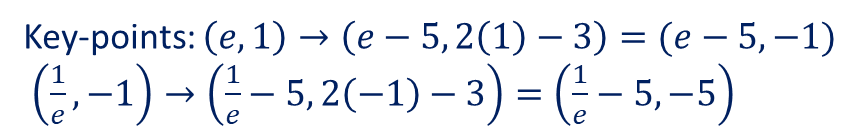 Key-points: (e, 1) → (e − 5, 2(1) − 3) = (e − 5, −1)
(1/e, −1) → (1/e − 5, 2(−1) − 3) = (1/e − 5, −5)